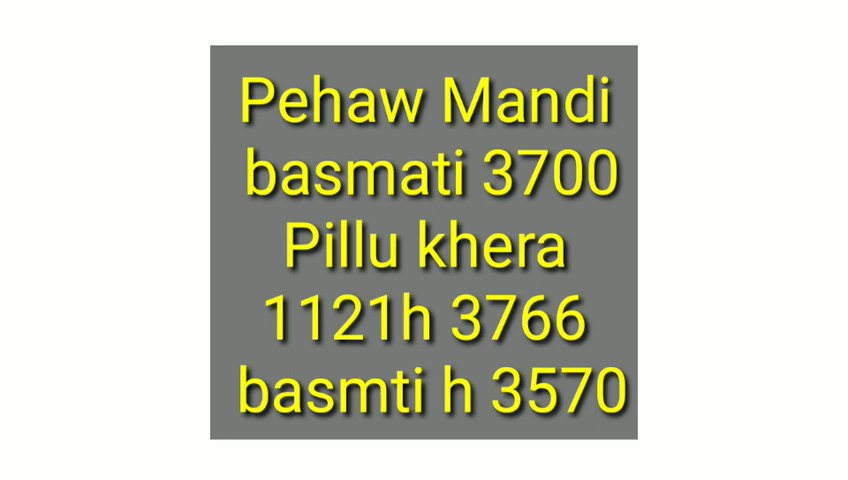 Pehaw Mandi
basmati 3700
Pillu khera
1121h 3766
basmti h 3570